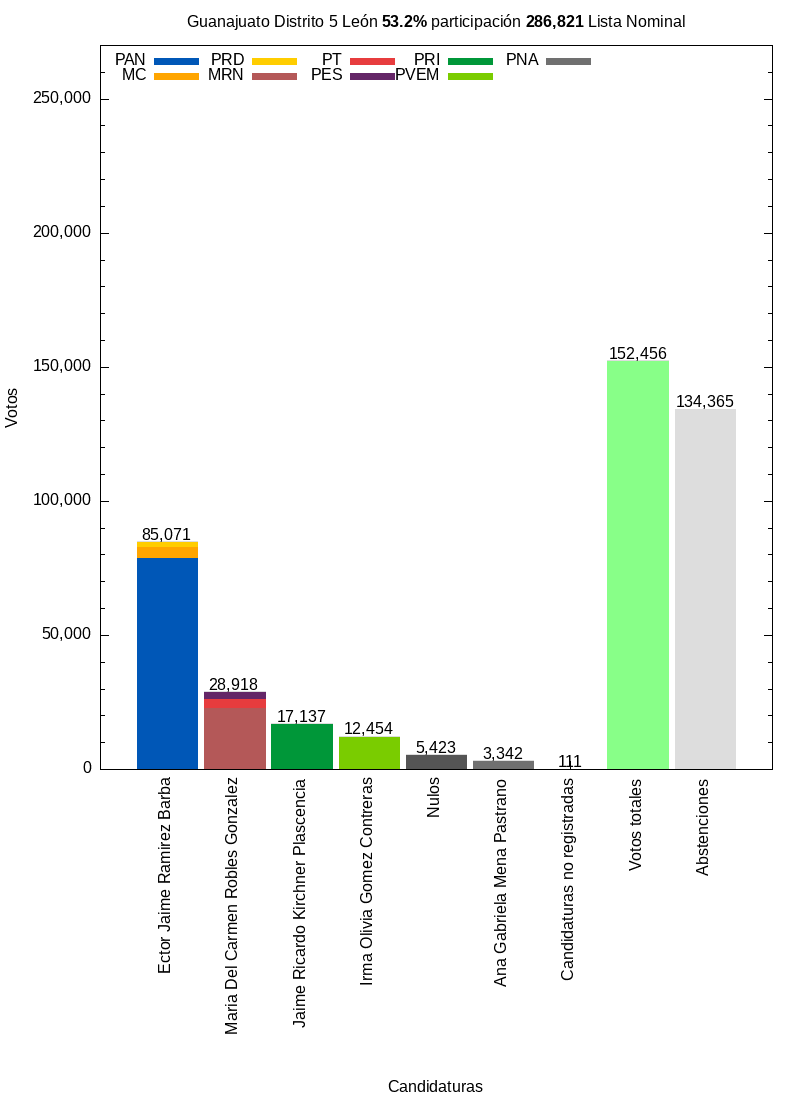 Guanajuato Distrito 5 León 53.2% participación 286,821 Lista Nominal
PAN PRD PT PRI PNA
MC MRN PES PVEM
250,000
200,000
150,000
100,000
50,000
0
Votos
85,071
28,918
17,137
12,454
5,423
3,342
111
152,456
134,365
Ector Jaime Ramirez Barba
Maria Del Carmen Robles Gonzalez
Jaime Ricardo Kirchner Plascencia
Irma Olivia Gomez Contreras
Nulos
Ana Gabriela Mena Pastrano
Candidaturas no registradas
Votos totales
Abstenciones
Candidaturas